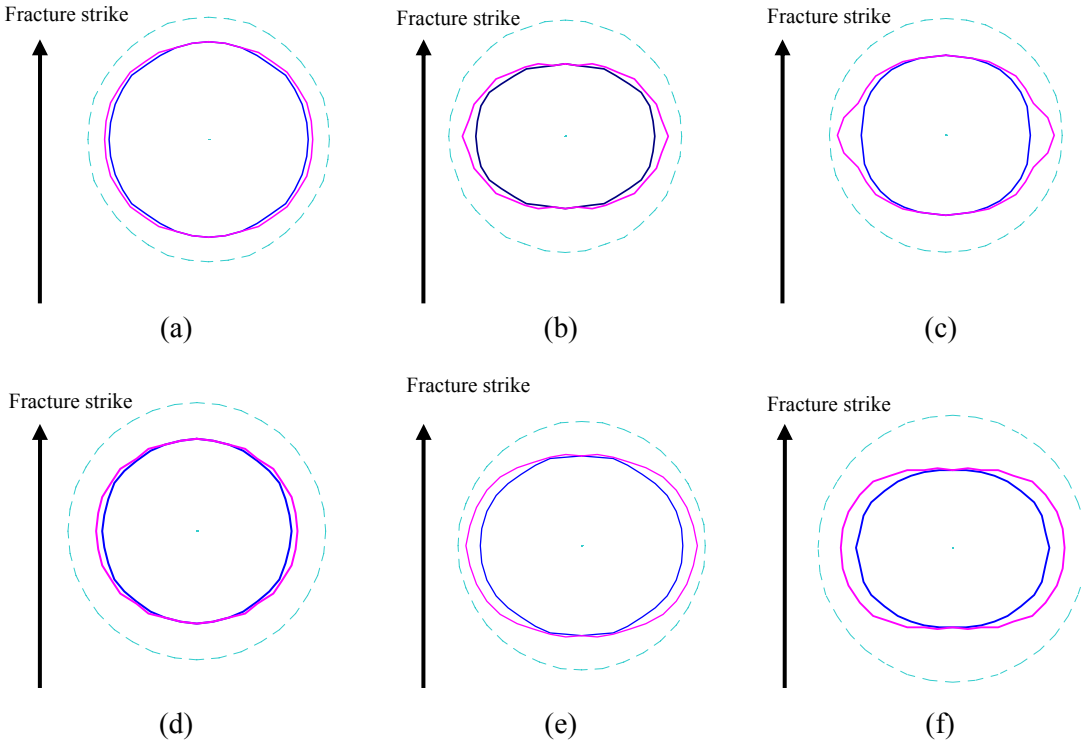 Fracture strike
Fracture strike
Fracture strike
(a)
(b)
(c)
Fracture strike
Fracture strike
Fracture strike
(d)
(e)
(f)